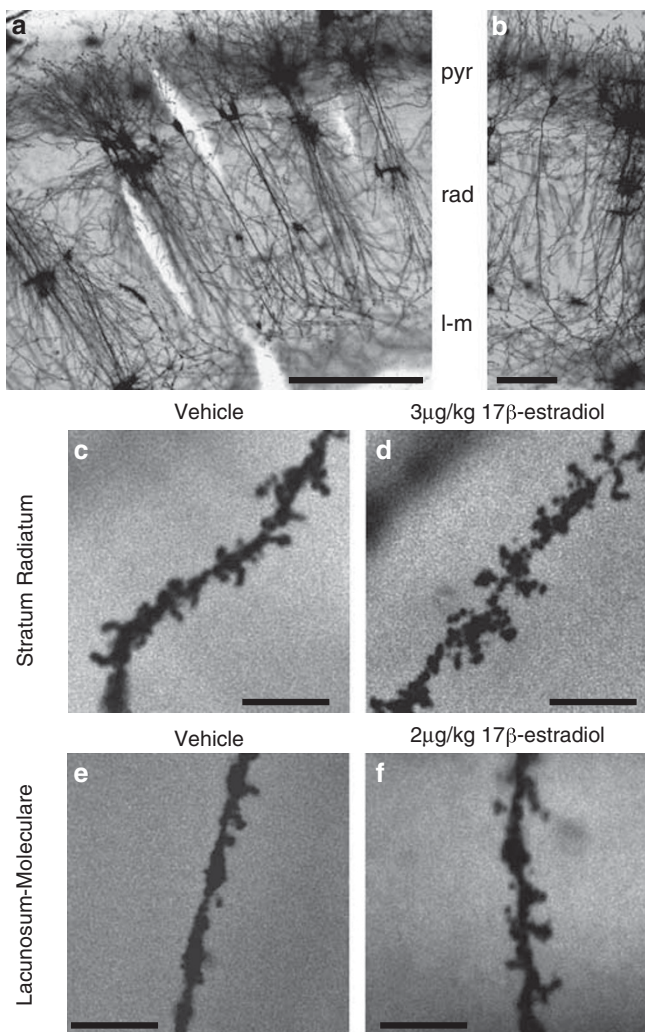 a
b
pyr
rad
l-m
Vehicle
3μg/kg 17β-estradiol
c
d
Stratum Radiatum
Vehicle
2μg/kg 17β-estradiol
e
f
Lacunosum-Moleculare